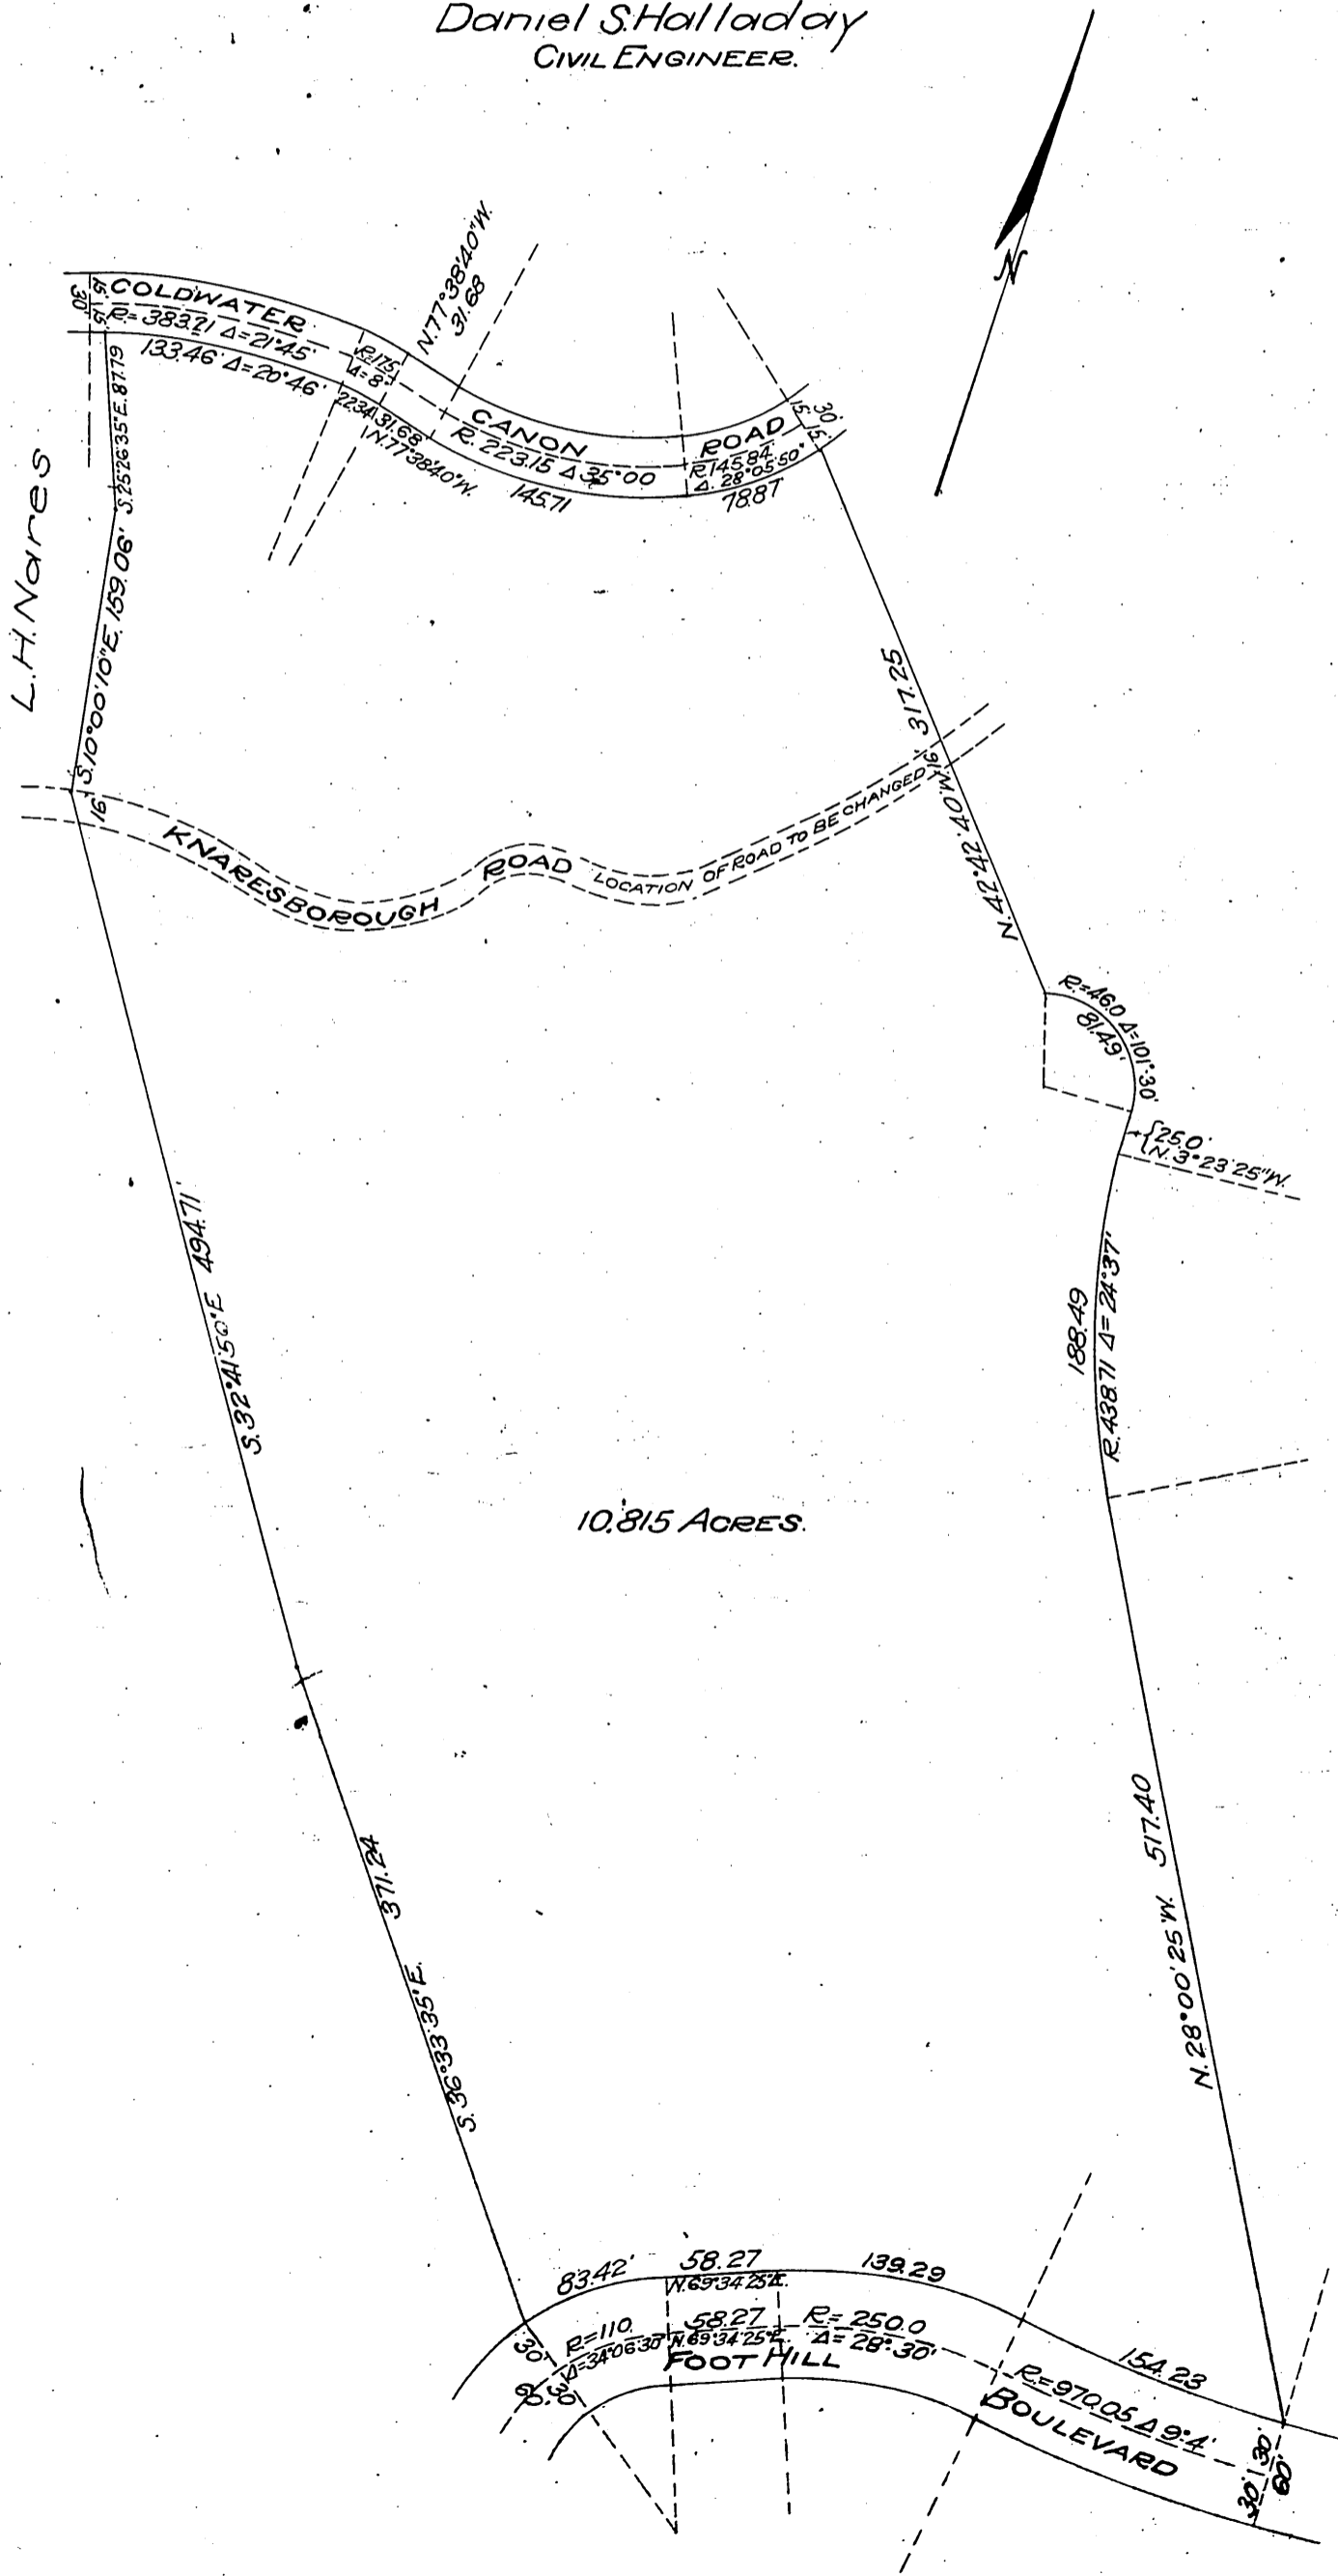 Daniel S. Halladay
CIVIL ENGINEER.
N.77°38'40"W.
31.68
COLDWATER
15.
30'
15.
R.=383.21 Δ=21°45'
133.46' Δ=20°46'
R.=175
Δ=8°
22.34
31.68
N.77°38'40"W.
CANON
R. 223.15 Δ 35°00
145.71
ROAD
R.145.84
Δ. 28°05'50"
78.87
15.
30'
15.
S.25°26'35"E. 87.79
L.H. Nares
S.10°00'10"E. 159.06'
16'
KNARESBOROUGH
ROAD
LOCATION OF ROAD TO BE CHANGED
16'
N.42°42'40"W. 317.25
R.=46.0 Δ=101°30'
81.49'
25.0'
N.3°23'25"W.
188.49
R.438.71 Δ=24°37'
S.32°41'50"E 494.71'
10.815 ACRES.
S.36°33'35"E. 371.24
N.28°00'25"W. 517.40
83.42'
58.27
N.69°34'25"E.
139.29
154.23
30'
60.
30
R=110.
Δ=34°06'30"
58.27
N.69°34'25"E.
R=250.0
Δ=28°30'
FOOT HILL
R=970.05 Δ 9°4'
BOULEVARD
30.
30.
60.
N